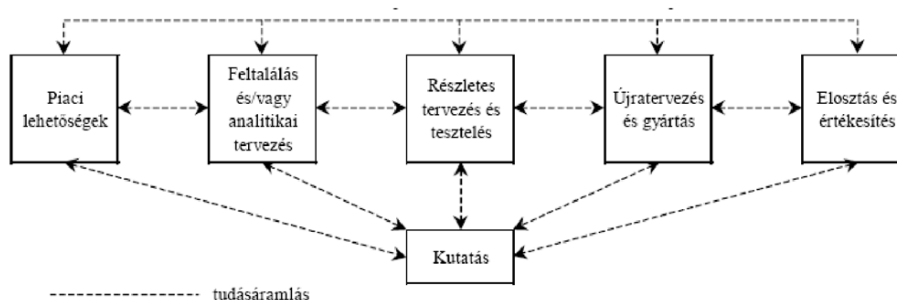 Piaci
lehetőségek
Feltalálás
és/vagy
analitikai
tervezés
Részletes
tervezés és
tesztelés
Újratervezés
és gyártás
Elosztás és
értékesítés
Kutatás
tudásáramlás